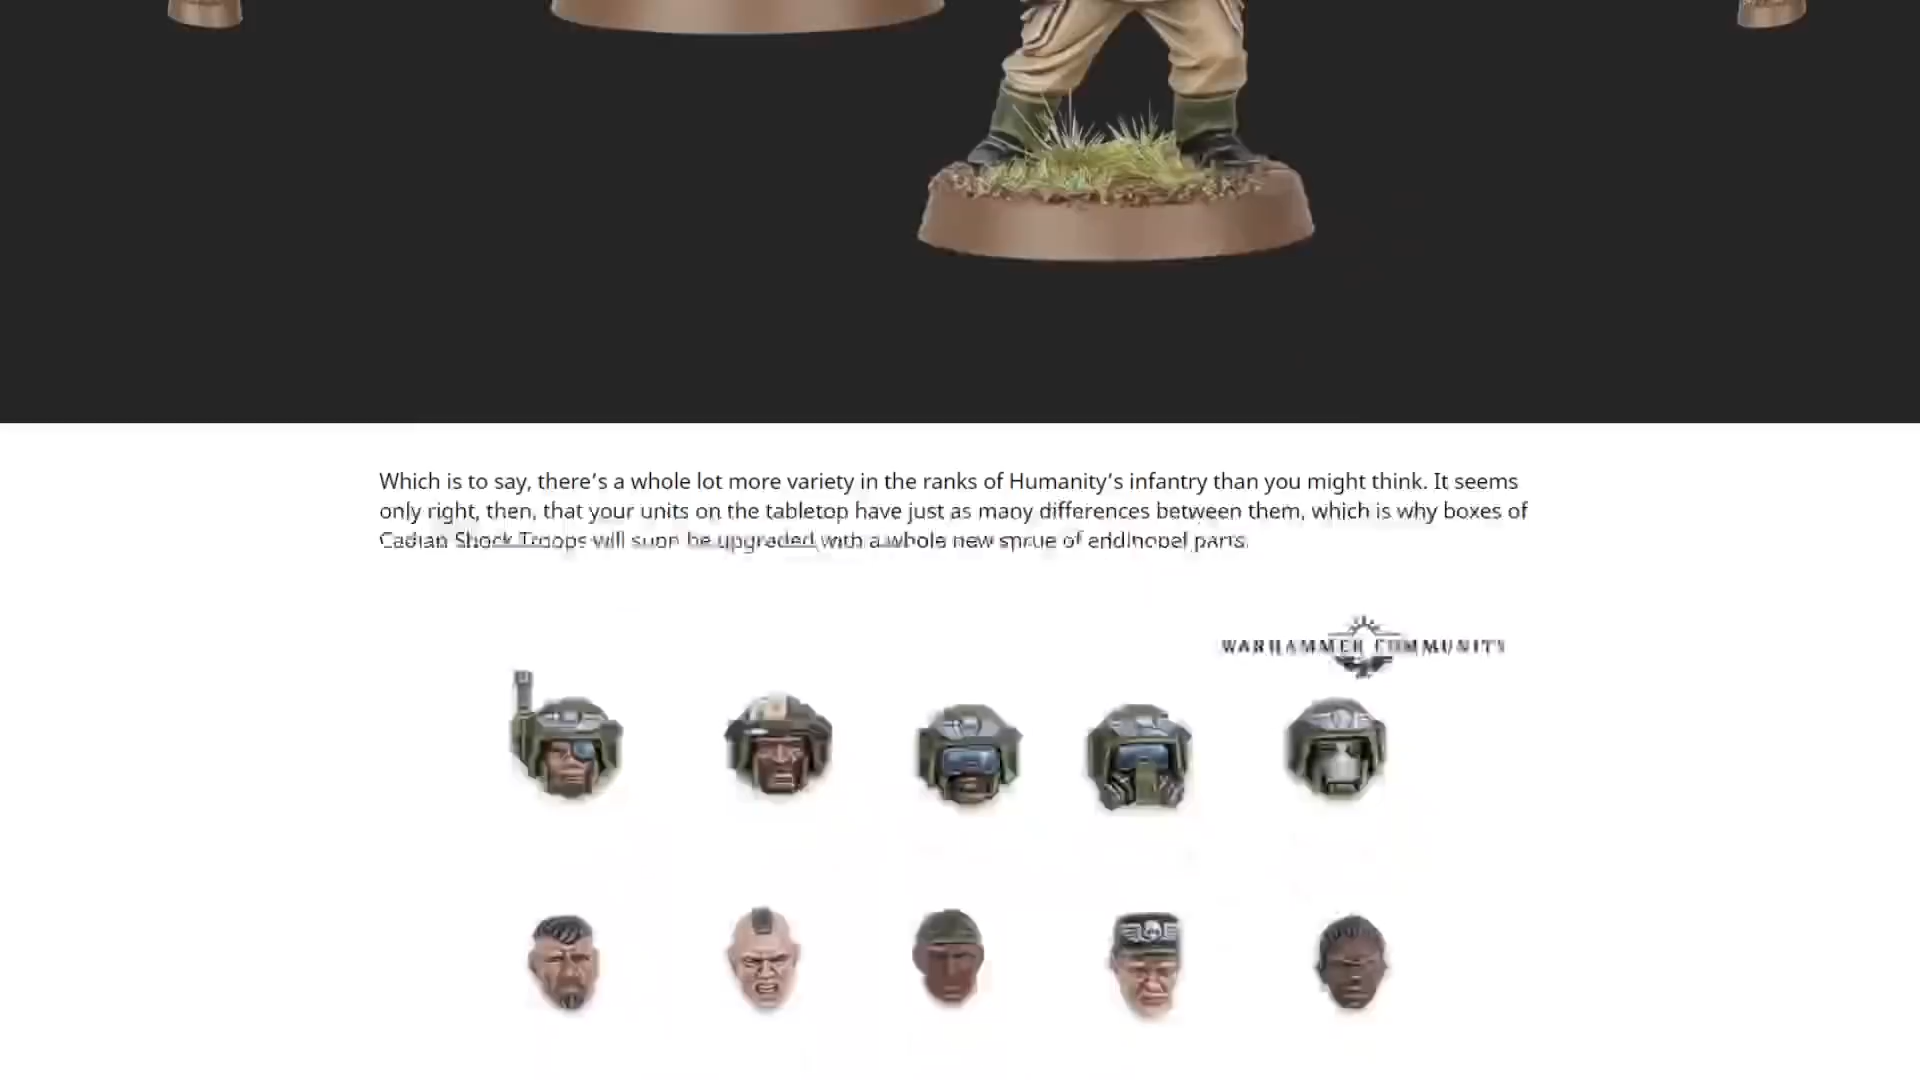 Which is to say, there’s a whole lot more variety in the ranks of Humanity’s infantry than you might think. It seems
only right, then, that your units on the tabletop have just as many differences between them, which is why boxes of
Cadian Shock Troops will be upgraded with a whole new sprue of parts.
WARHAMMER COMMUNITY